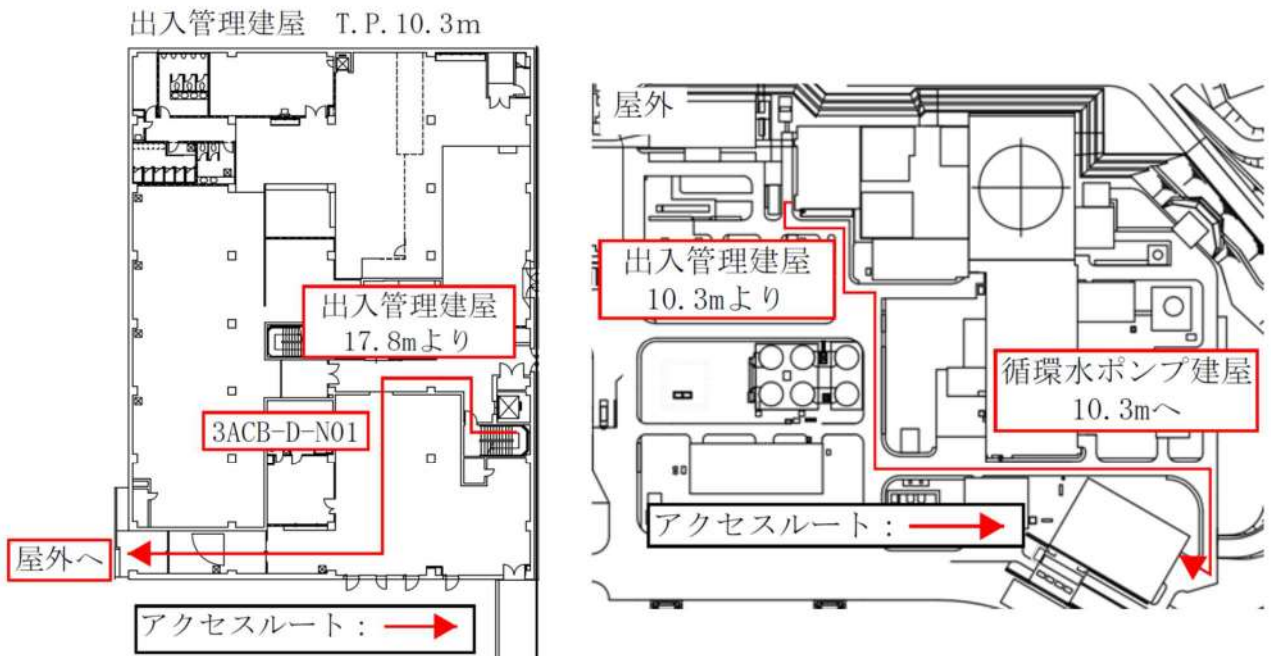 出入管理建屋　T.P.10.3m
出入管理建屋
17.8mより
3ACB-D-N01
屋外へ
アクセスルート：
屋外
出入管理建屋
10.3mより
循環水ポンプ建屋
10.3mへ
アクセスルート：